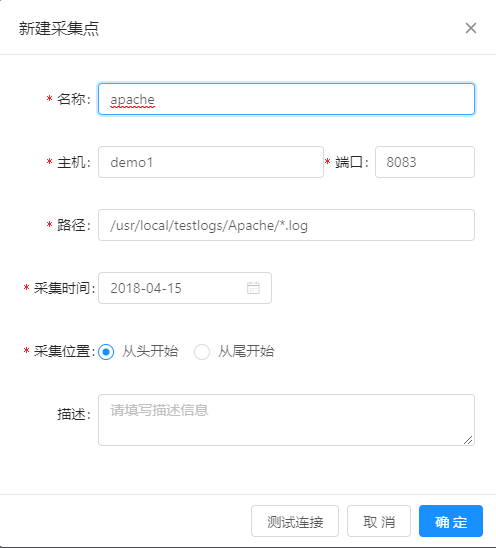 新建采集点
* 名称: apache
* 主机: demo1 * 端口: 8083
* 路径: /usr/local/testlogs/Apache/*.log
* 采集时间: 2018-04-15
* 采集位置: 从头开始 从尾开始
描述: 请填写描述信息
测试连接 取 消 确 定